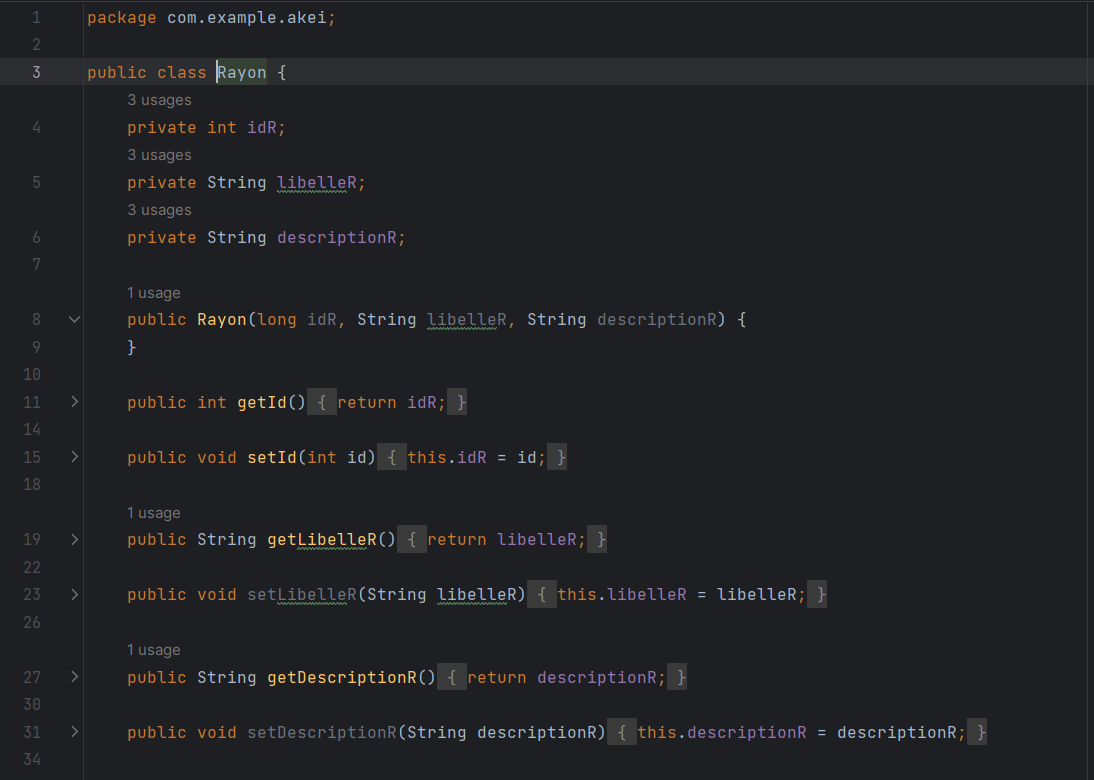 1 package com.example.akei;
2
3 public class Rayon {
3 usages
4 private int idR;
3 usages
5 private String libelleR;
3 usages
6 private String descriptionR;
7
1 usage
8 public Rayon(long idR, String libelleR, String descriptionR) {
9 }
10
11 public int getId() { return idR; }
14
15 public void setId(int id) { this.idR = id; }
18
1 usage
19 public String getLibelleR() { return libelleR; }
22
23 public void setLibelleR(String libelleR) { this.libelleR = libelleR; }
26
1 usage
27 public String getDescriptionR() { return descriptionR; }
30
31 public void setDescriptionR(String descriptionR) { this.descriptionR = descriptionR; }
34